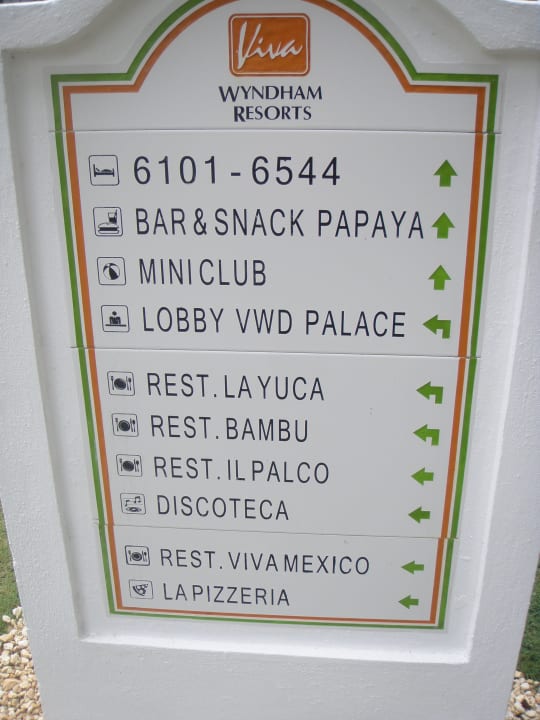 Viva
WYNDHAM
RESORTS
6101 - 6544
BAR & SNACK PAPAYA
MINI CLUB
LOBBY VWD PALACE
REST. LA YUCA
REST. BAMBU
REST. IL PALCO
DISCOTECA
REST. VIVA MEXICO
LA PIZZERIA